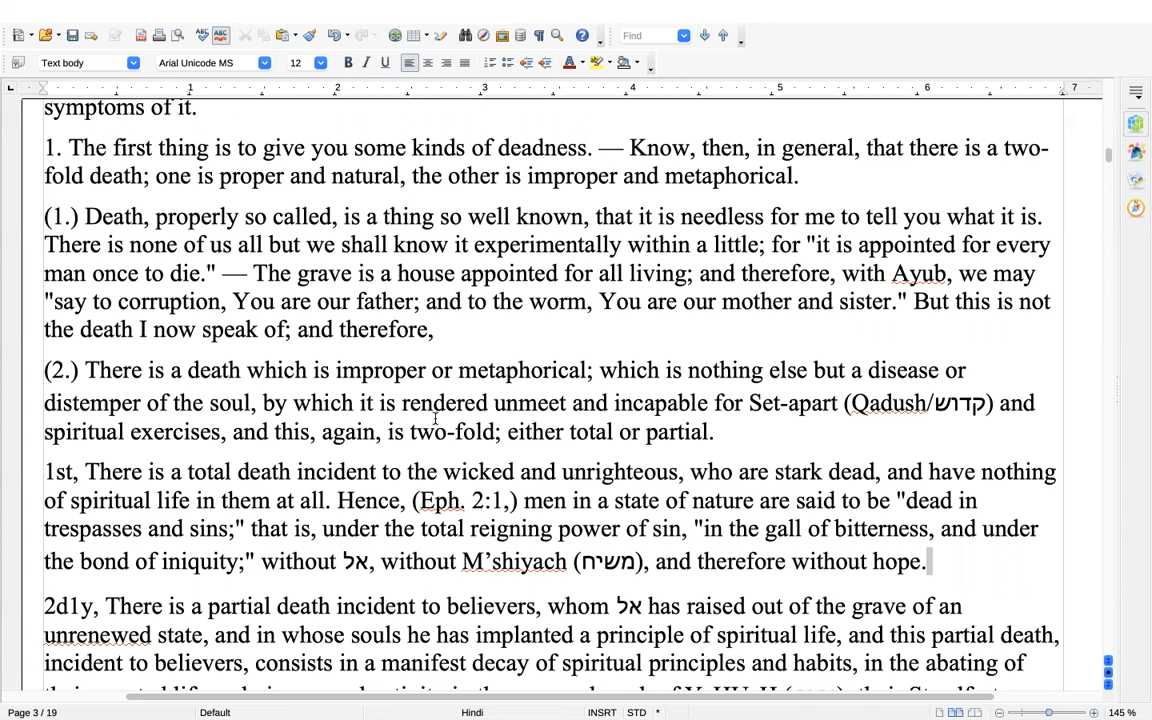 Find
Text body
Arial Unicode MS
12
B I U
1 2 3 4 5 6 7
symptoms of it.
1. The first thing is to give you some kinds of deadness. — Know, then, in general, that there is a two-
fold death; one is proper and natural, the other is improper and metaphorical.
(1.) Death, properly so called, is a thing so well known, that it is needless for me to tell you what it is.
There is none of us all but we shall know it experimentally within a little; for "it is appointed for every
man once to die." — The grave is a house appointed for all living; and therefore, with Ayub, we may
"say to corruption, You are our father; and to the worm, You are our mother and sister." But this is not
the death I now speak of; and therefore,
(2.) There is a death which is improper or metaphorical; which is nothing else but a disease or
distemper of the soul, by which it is rendered unmeet and incapable for Set-apart (Qadush/קדוש) and
spiritual exercises, and this, again, is two-fold; either total or partial.
1st, There is a total death incident to the wicked and unrighteous, who are stark dead, and have nothing
of spiritual life in them at all. Hence, (Eph. 2:1,) men in a state of nature are said to be "dead in
trespasses and sins;" that is, under the total reigning power of sin, "in the gall of bitterness, and under
the bond of iniquity;" without אל, without M’shiyach (משיח), and therefore without hope.
2d1y, There is a partial death incident to believers, whom אל has raised out of the grave of an
unrenewed state, and in whose souls he has implanted a principle of spiritual life, and this partial death,
incident to believers, consists in a manifest decay of spiritual principles and habits, in the abating of
Page 3 / 19
Default
Hindi
INSRT
STD
*
145 %